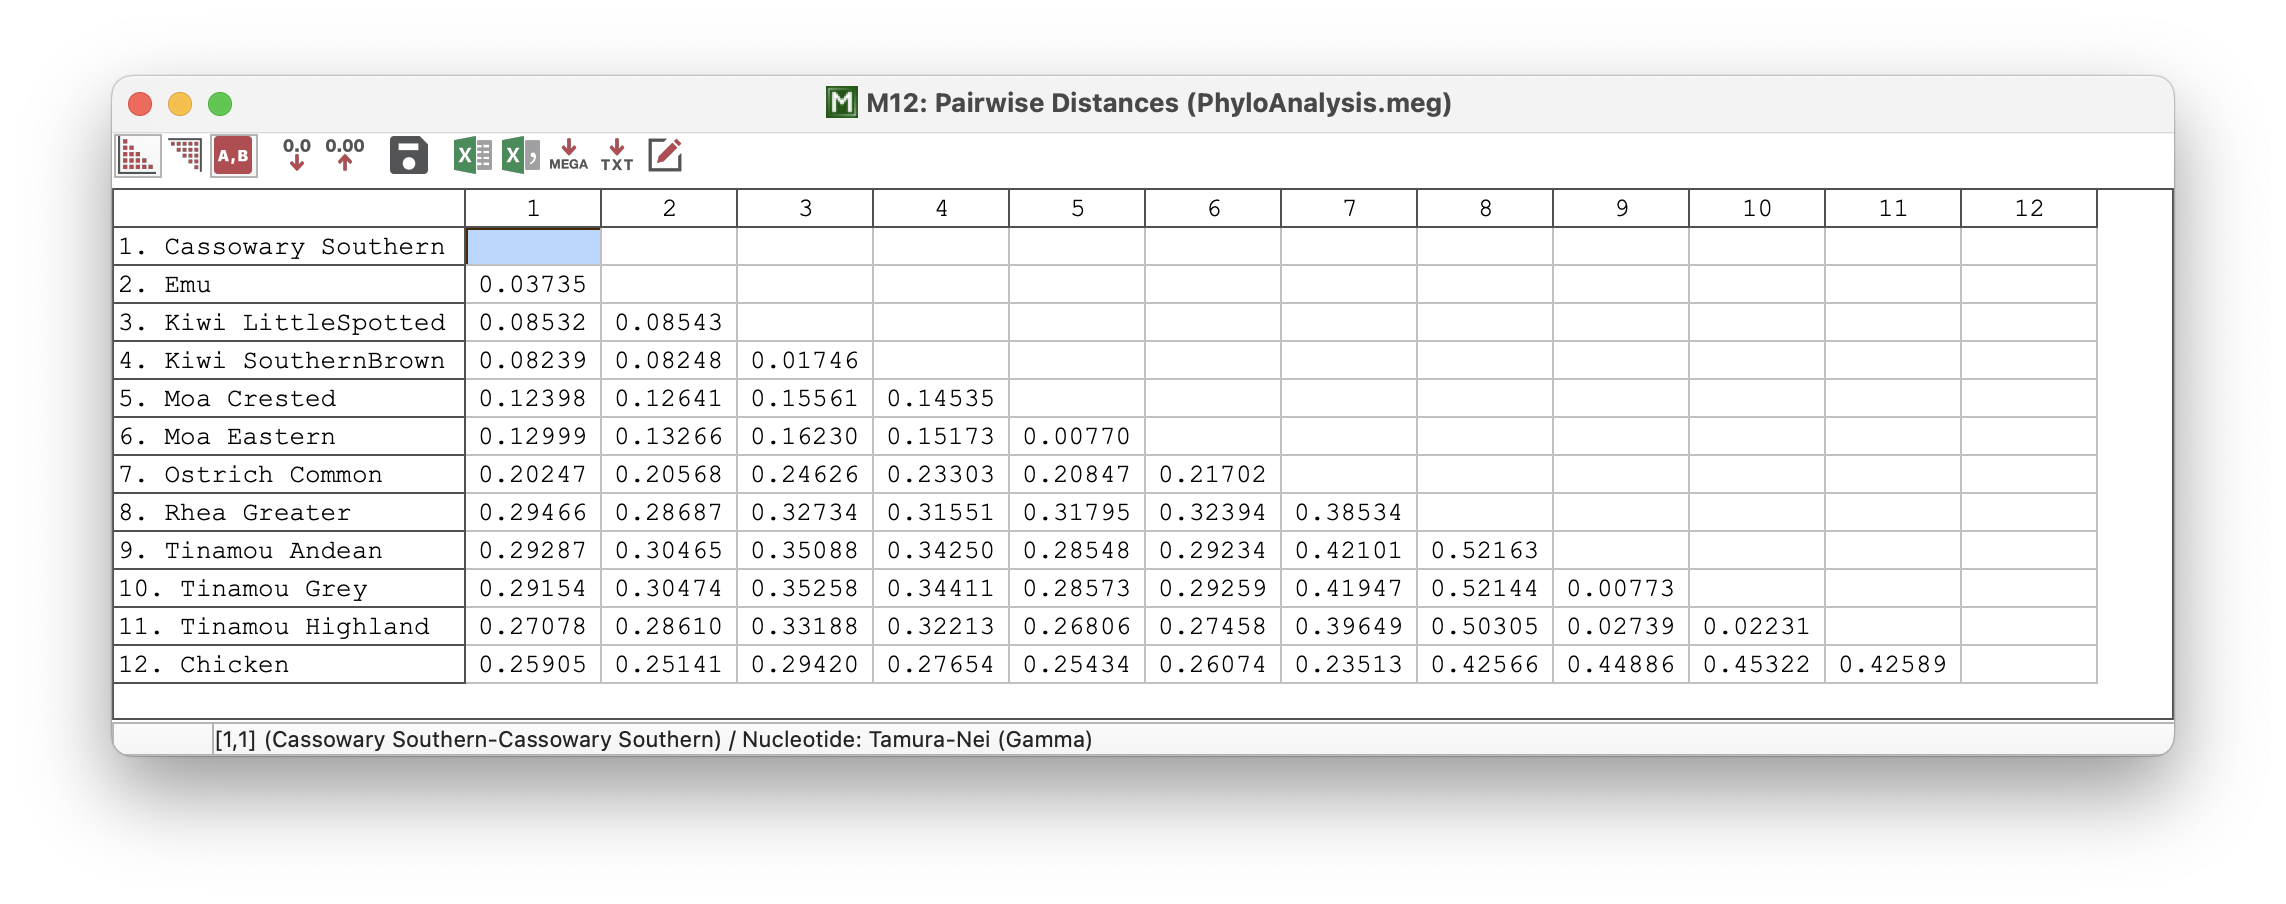 M M12: Pairwise Distances (PhyloAnalysis.meg)
A,B 0.0 0.00 X X, MEGA TXT
1 2 3 4 5 6 7 8 9 10 11 12
1. Cassowary Southern
2. Emu 0.03735
3. Kiwi LittleSpotted 0.08532 0.08543
4. Kiwi SouthernBrown 0.08239 0.08248 0.01746
5. Moa Crested 0.12398 0.12641 0.15561 0.14535
6. Moa Eastern 0.12999 0.13266 0.16230 0.15173 0.00770
7. Ostrich Common 0.20247 0.20568 0.24626 0.23303 0.20847 0.21702
8. Rhea Greater 0.29466 0.28687 0.32734 0.31551 0.31795 0.32394 0.38534
9. Tinamou Andean 0.29287 0.30465 0.35088 0.34250 0.28548 0.29234 0.42101 0.52163
10. Tinamou Grey 0.29154 0.30474 0.35258 0.34411 0.28573 0.29259 0.41947 0.52144 0.00773
11. Tinamou Highland 0.27078 0.28610 0.33188 0.32213 0.26806 0.27458 0.39649 0.50305 0.02739 0.02231
12. Chicken 0.25905 0.25141 0.29420 0.27654 0.25434 0.26074 0.23513 0.42566 0.44886 0.45322 0.42589
[1,1] (Cassowary Southern-Cassowary Southern) / Nucleotide: Tamura-Nei (Gamma)